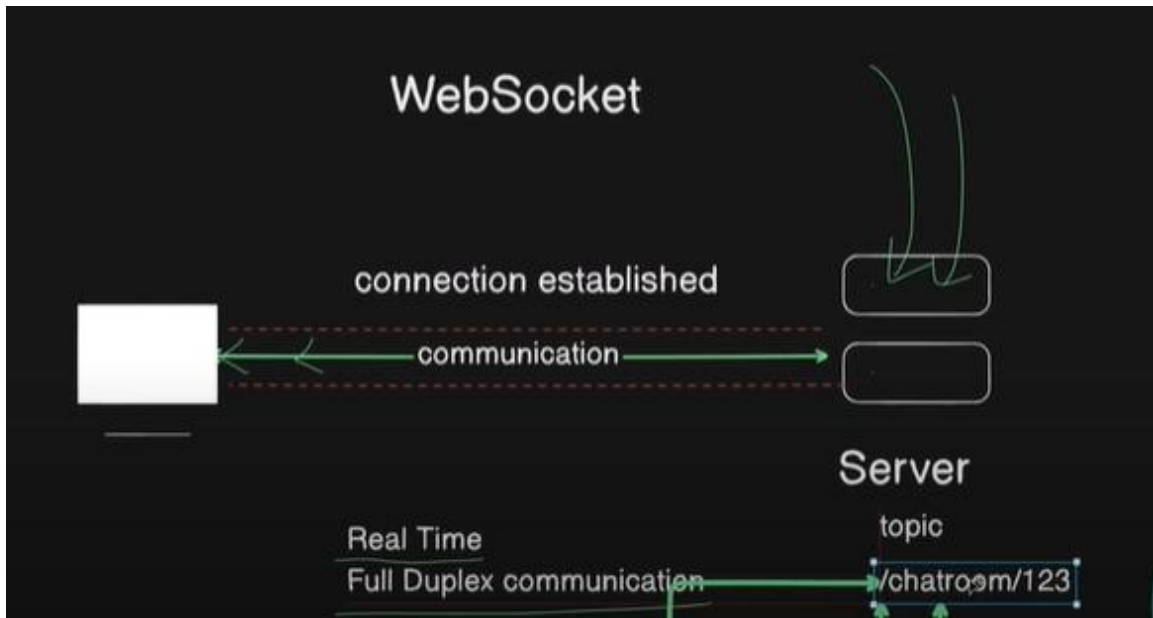 WebSocket
connection established
communication
Server
topic
Real Time
Full Duplex communication
/chatroom/123